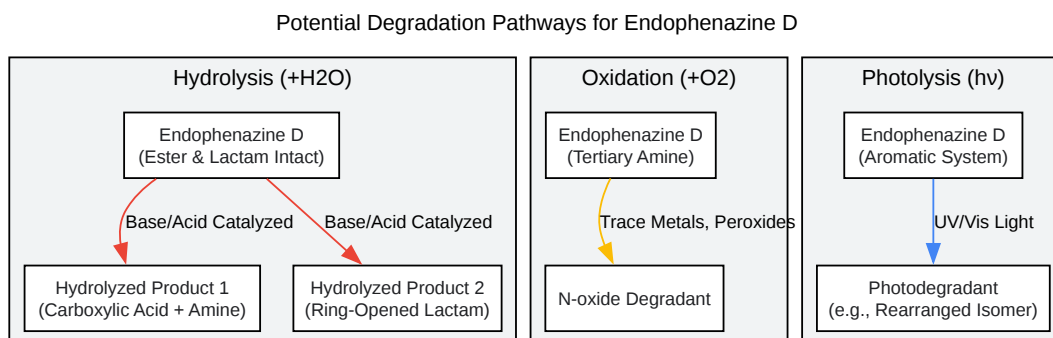 Potential Degradation Pathways for Endophenazine D
Hydrolysis (+H2O)
Endophenazine D
(Ester & Lactam Intact)
Base/Acid Catalyzed
Base/Acid Catalyzed
Hydrolyzed Product 1
(Carboxylic Acid + Amine)
Hydrolyzed Product 2
(Ring-Opened Lactam)
Oxidation (+O2)
Endophenazine D
(Tertiary Amine)
Trace Metals, Peroxides
N-oxide Degradant
Photolysis (hν)
Endophenazine D
(Aromatic System)
UV/Vis Light
Photodegradant
(e.g., Rearranged Isomer)